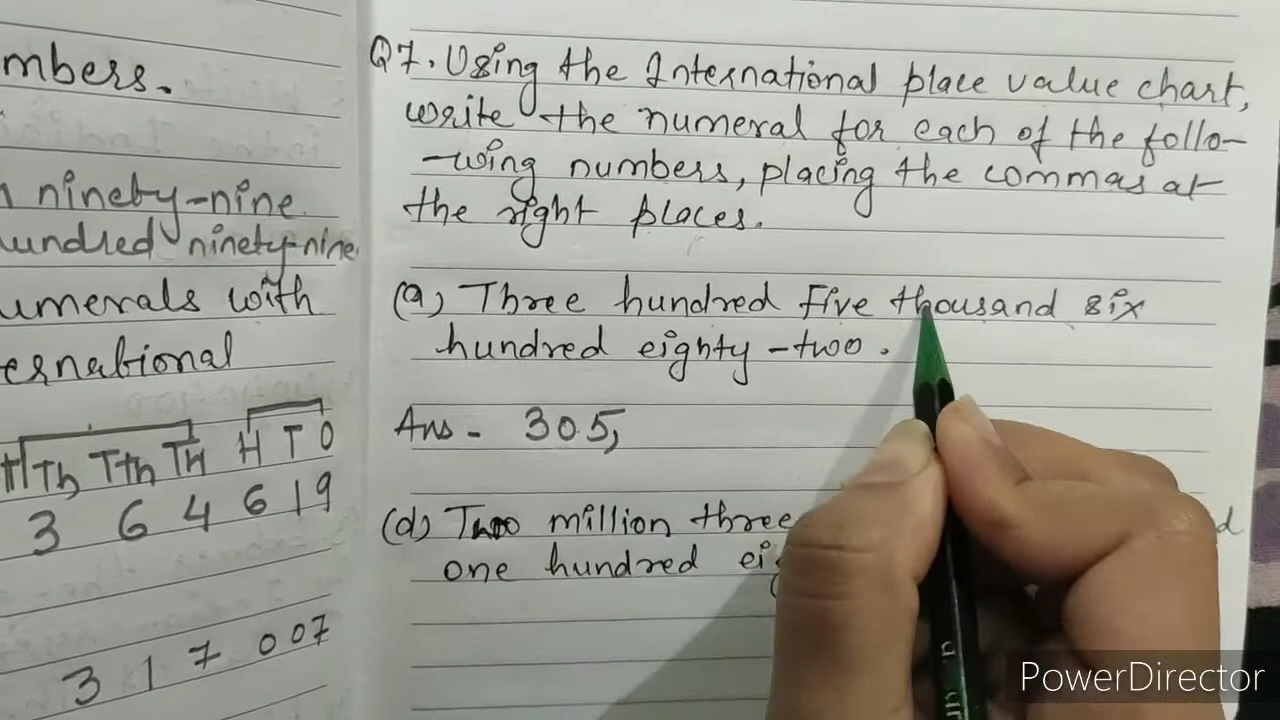 mbers.
ninety-nine
undred ninety-nine
umerals with
ernational
H Th T th Th H T O
3 6 4 6 1 9
3 1 7 0 0 7
Q7. Using the International place value chart,
write the numeral for each of the follo-
-wing numbers, placing the commas at
the right places.
(a) Three hundred Five thousand six
hundred eighty-two.
Ans - 305,
(d) Two million three
one hundred ei
PowerDirector